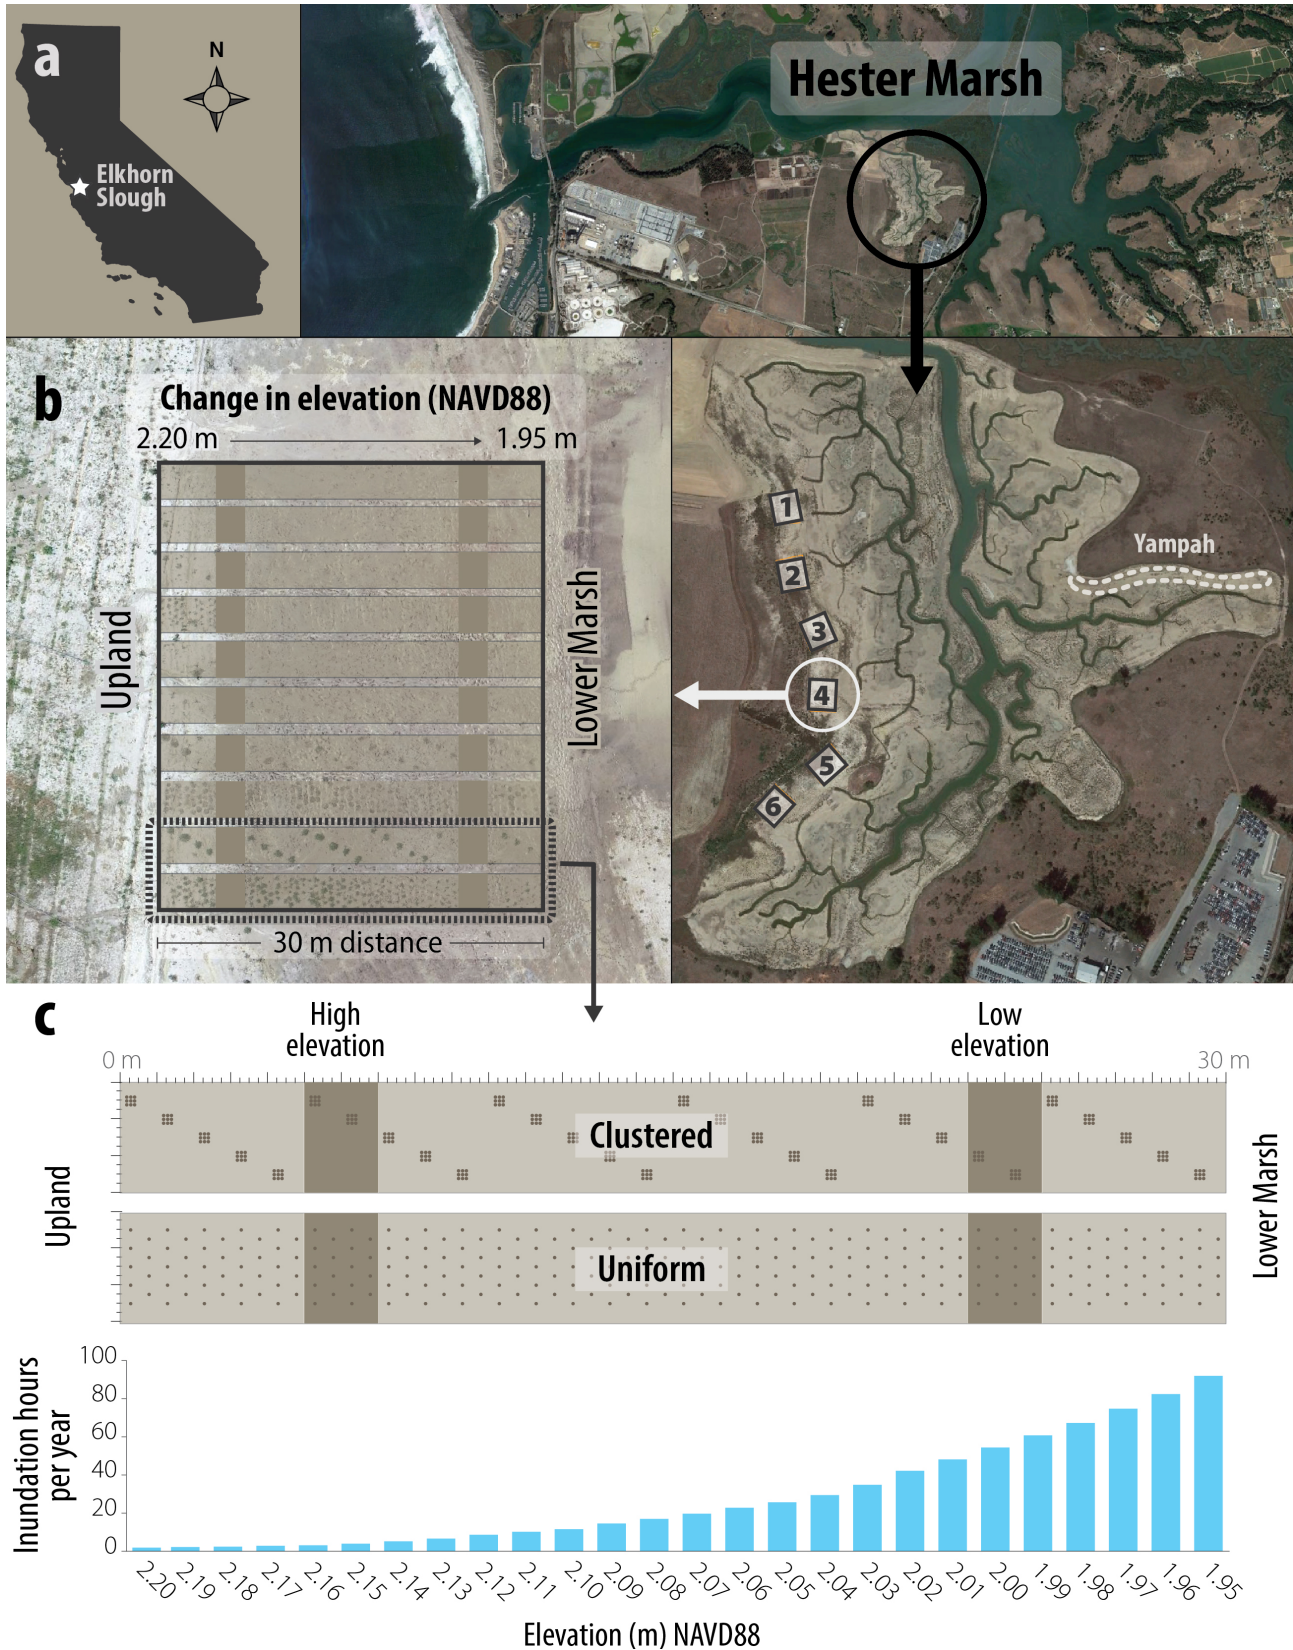 a
N
Elkhorn
Slough
Hester Marsh
b
Change in elevation (NAVD88)
2.20 m
1.95 m
Upland
Lower Marsh
30 m distance
1
2
3
4
5
6
Yampah
c
High
elevation
Low
elevation
0 m
30 m
Upland
Clustered
Uniform
Lower Marsh
Inundation hours
per year
100
80
60
40
20
0
2.20
2.19
2.18
2.17
2.16
2.15
2.14
2.13
2.12
2.11
2.10
2.09
2.08
2.07
2.06
2.05
2.04
2.03
2.02
2.01
2.00
1.99
1.98
1.97
1.96
1.95
Elevation (m) NAVD88